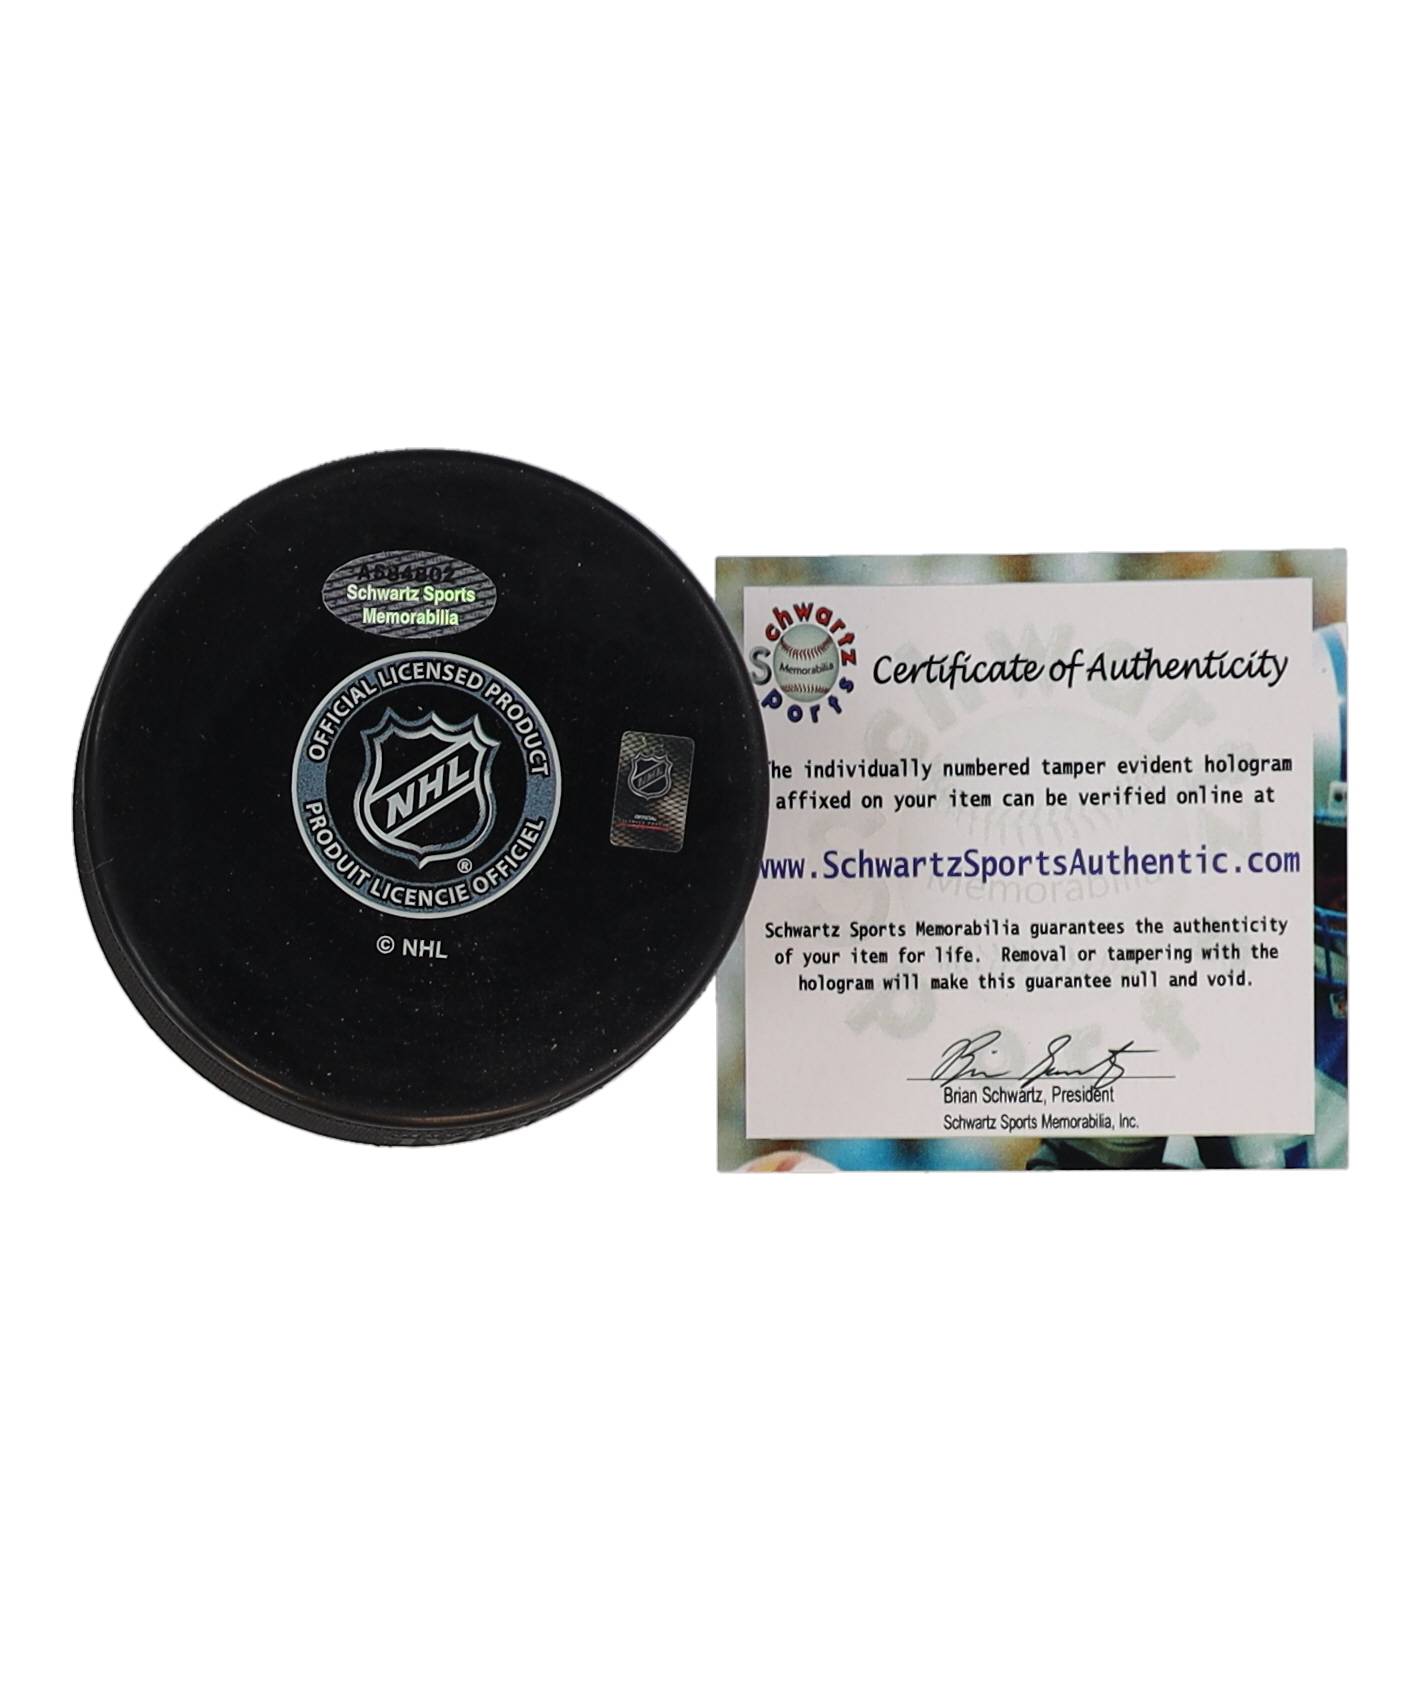 Schwartz Sports
Memorabilia
OFFICIAL LICENSED PRODUCT
NHL
®
PRODUIT LICENCIE OFFICIEL
© NHL
NHL
OFFICIAL
Schwartz
Memorabilia
Sports
Certificate of Authenticity
he individually numbered tamper evident hologram
affixed on your item can be verified online at
www.SchwartzSportsAuthentic.com
Schwartz Sports Memorabilia guarantees the authenticity
of your item for life. Removal or tampering with the
hologram will make this guarantee null and void.
Brian Schwartz, President
Schwartz Sports Memorabilia, Inc.